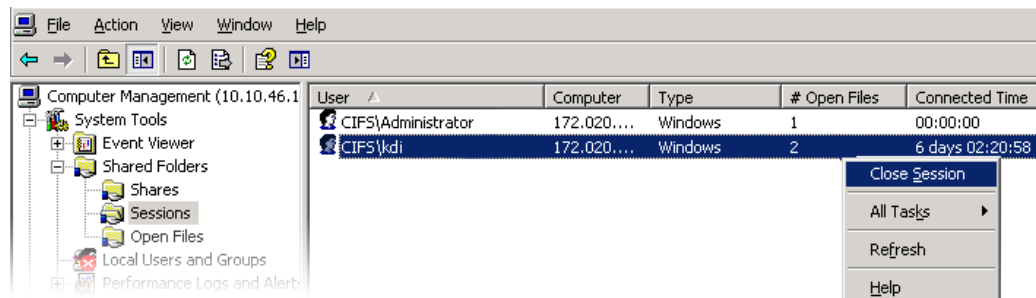 File Action View Window Help
Computer Management (10.10.46.1
System Tools
Event Viewer
Shared Folders
Shares
Sessions
Open Files
Local Users and Groups
Performance Logs and Alert
User Computer Type # Open Files Connected Time
CIFS\Administrator 172.020.... Windows 1 00:00:00
CIFS\kdi 172.020.... Windows 2 6 days 02:20:58
Close Session
All Tasks
Refresh
Help